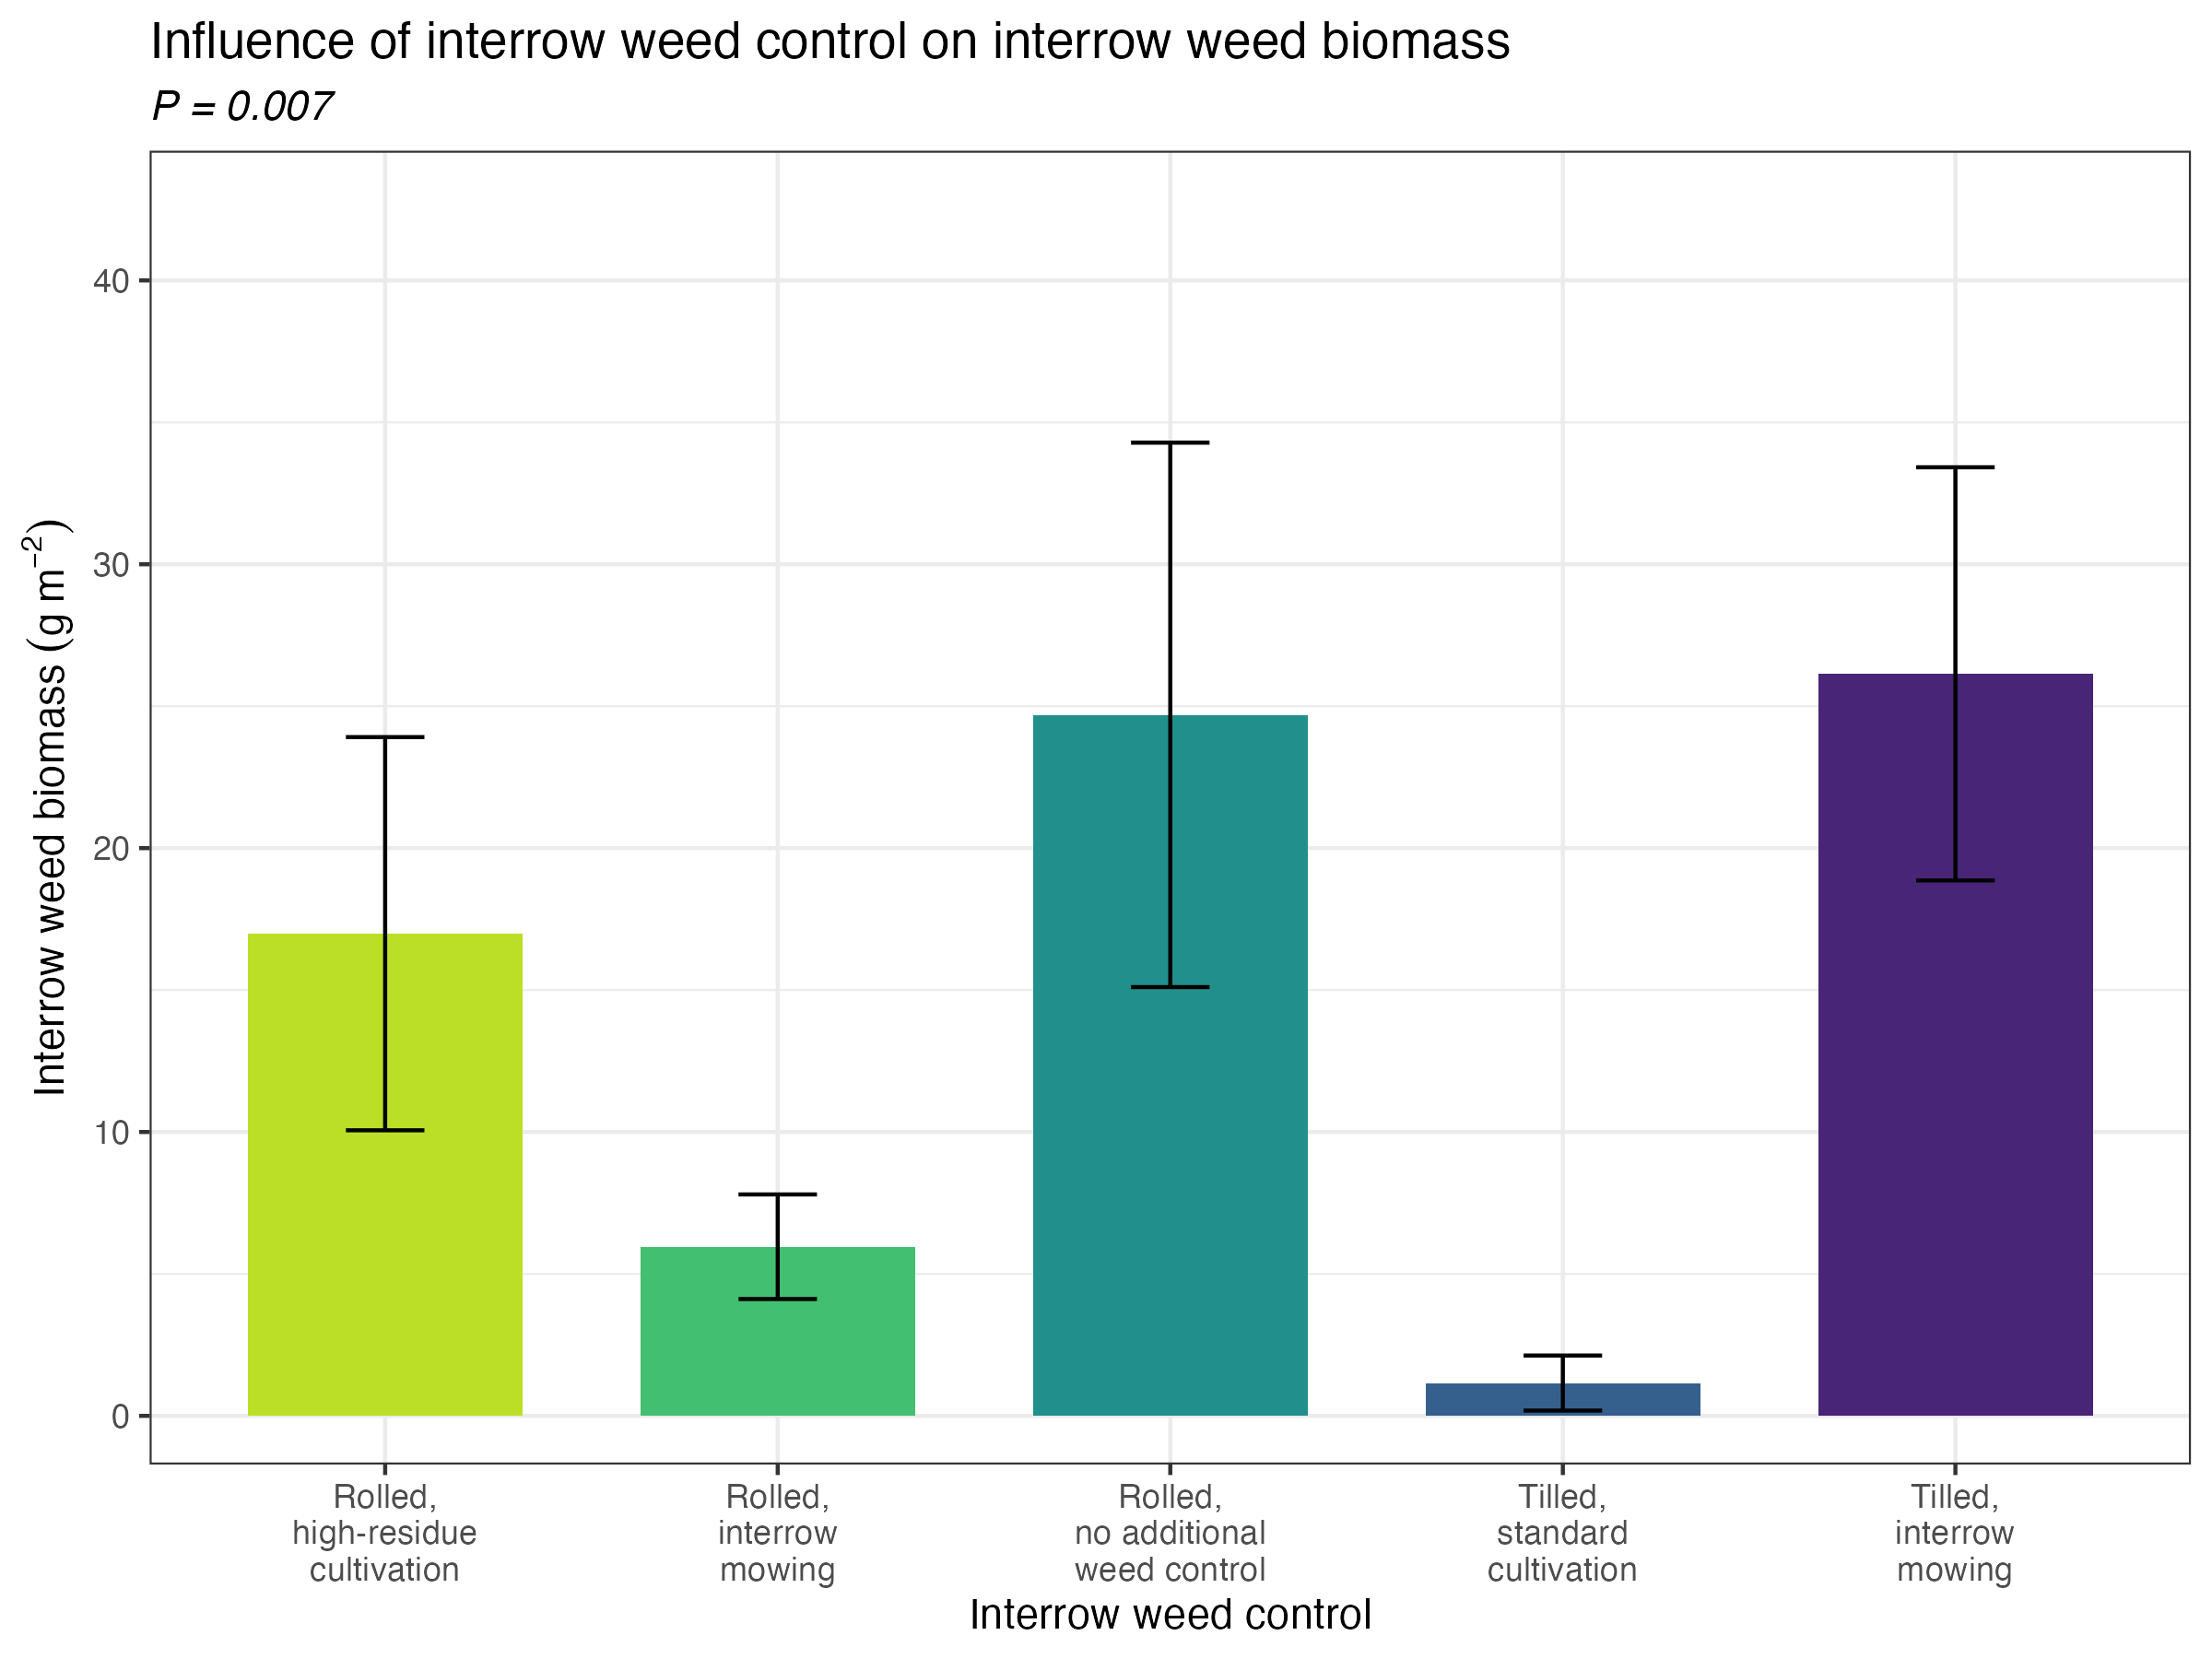 Influence of interrow weed control on interrow weed biomass
P = 0.007
Interrow weed biomass (g m⁻²)
40
30
20
10
0
Rolled,
high-residue
cultivation
Rolled,
interrow
mowing
Rolled,
no additional
weed control
Tilled,
standard
cultivation
Tilled,
interrow
mowing
Interrow weed control